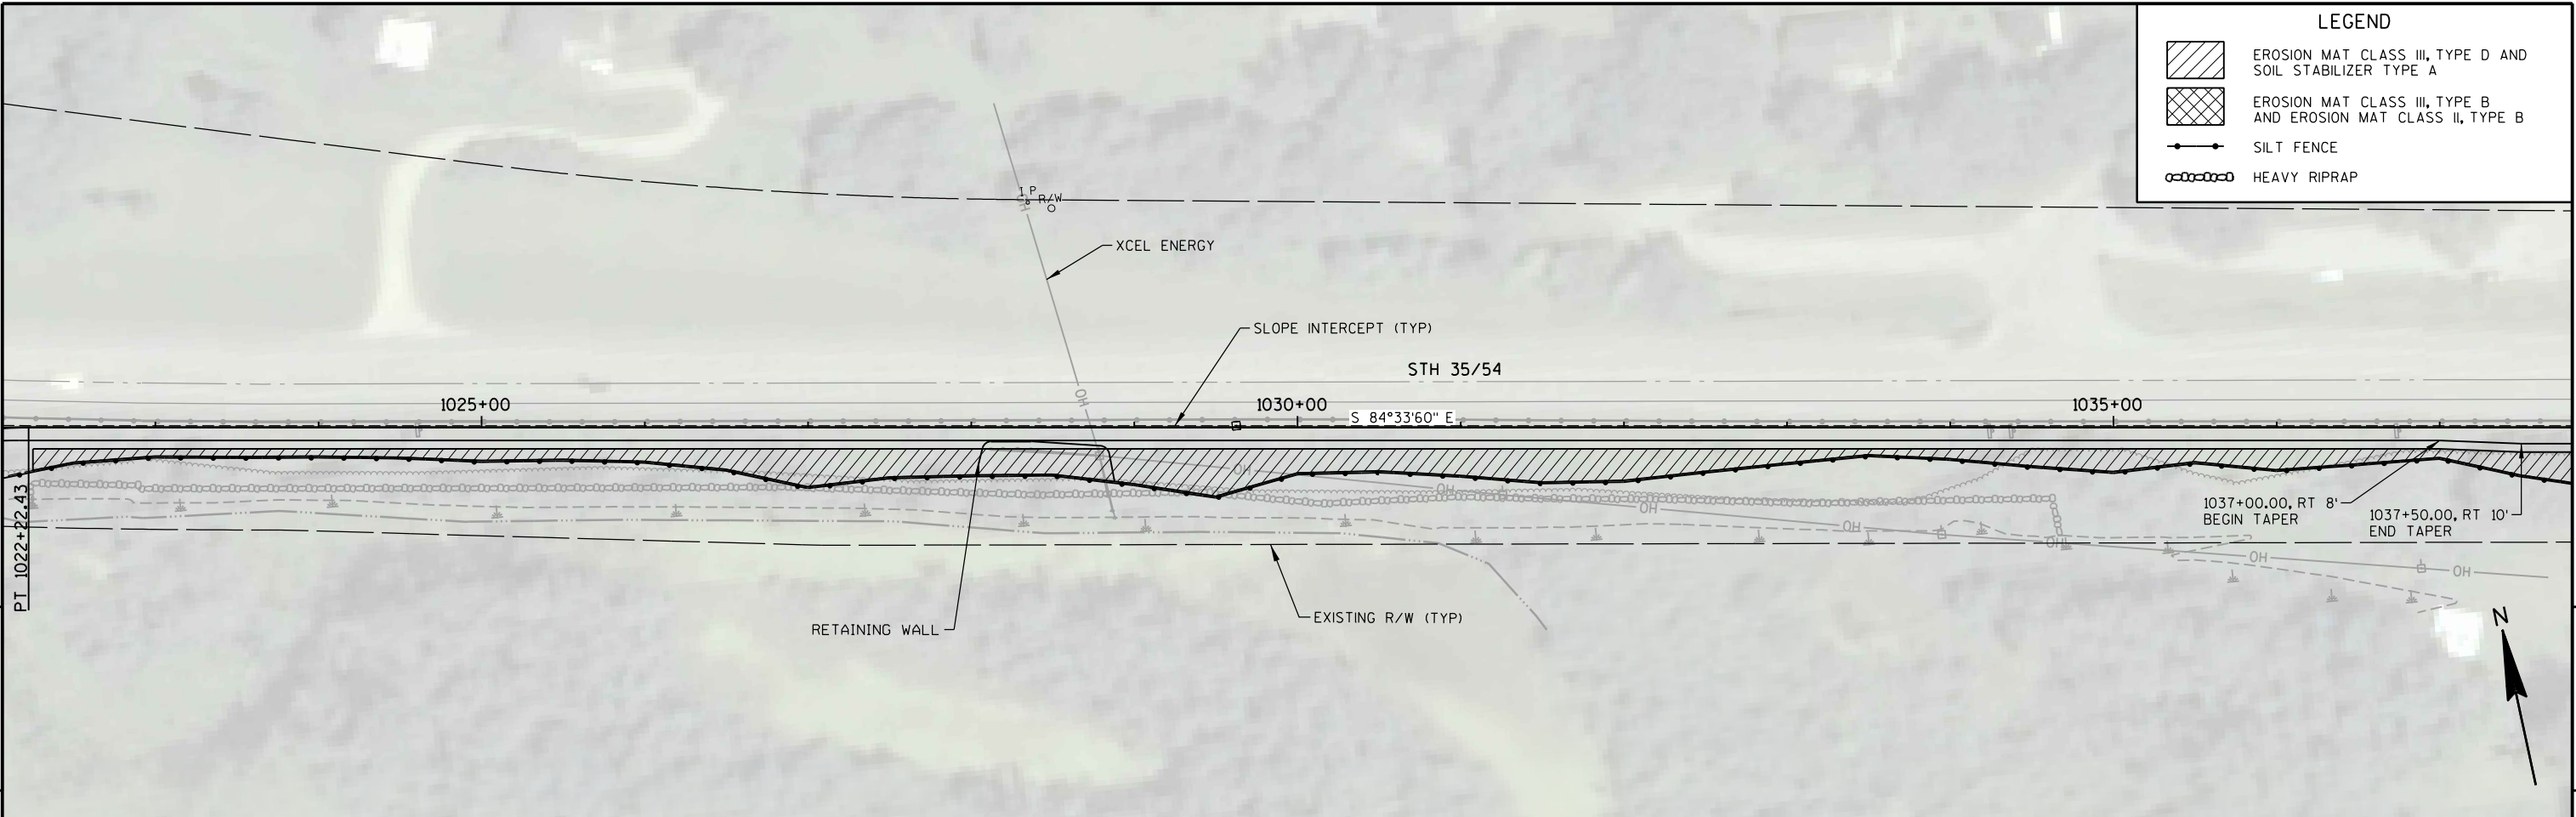 LEGEND
EROSION MAT CLASS III, TYPE D AND
SOIL STABILIZER TYPE A
EROSION MAT CLASS III, TYPE B
AND EROSION MAT CLASS II, TYPE B
SILT FENCE
HEAVY RIPRAP
I P
R/W
OH
XCEL ENERGY
SLOPE INTERCEPT (TYP)
STH 35/54
OH
1025+00
1030+00
S 84°33'60" E
1035+00
OH
OH
OH
OH
OH
OH
OH
PT 1022+22.43
1037+00.00, RT 8'
BEGIN TAPER
1037+50.00, RT 10'
END TAPER
RETAINING WALL
EXISTING R/W (TYP)
N